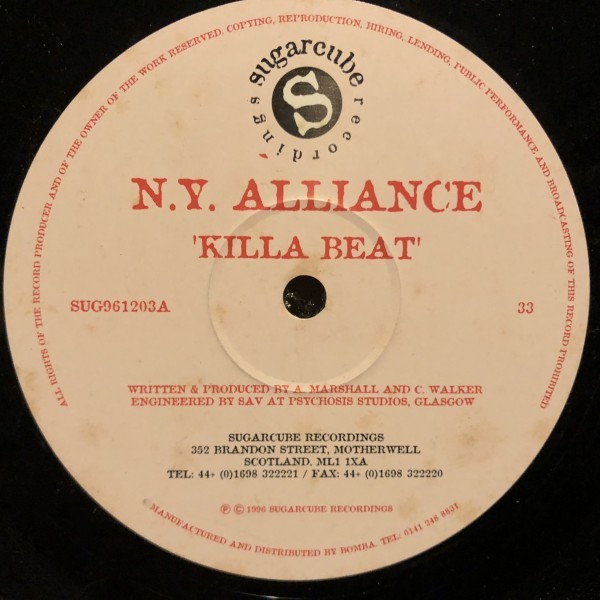 ALL RIGHTS OF THE RECORD PRODUCER AND OF THE OWNER OF THE WORK RESERVED. COPYING, REPRODUCTION, HIRING, LENDING, PUBLIC PERFORMANCE AND BROADCASTING OF THIS RECORD PROHIBITED
sugarcube recordings
S
N.Y. ALLIANCE
'KILLA BEAT'
SUG961203A
33
WRITTEN & PRODUCED BY A. MARSHALL AND C. WALKER
ENGINEERED BY SAV AT PSYCHOSIS STUDIOS, GLASGOW
SUGARCUBE RECORDINGS
352 BRANDON STREET, MOTHERWELL
SCOTLAND, ML1 1XA
TEL: 44+ (0)1698 322221 / FAX: 44+ (0)1698 322220
℗ © 1996 SUGARCUBE RECORDINGS
MANUFACTURED AND DISTRIBUTED BY BOMBA. TEL: 0141 248 8831